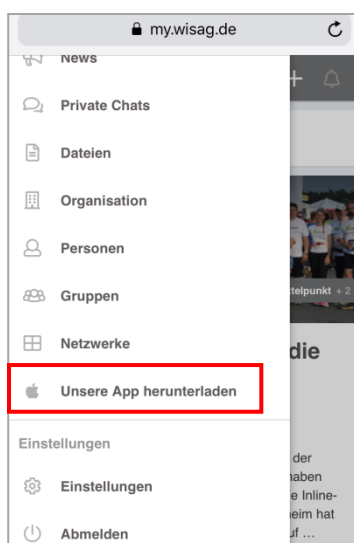 my.wisag.de
News
Private Chats
Dateien
Organisation
Personen
Gruppen
Netzwerke
Unsere App herunterladen
Einstellungen
Einstellungen
Abmelden
+ 2
die
der
haben
e Inline-
eim hat
uf ...